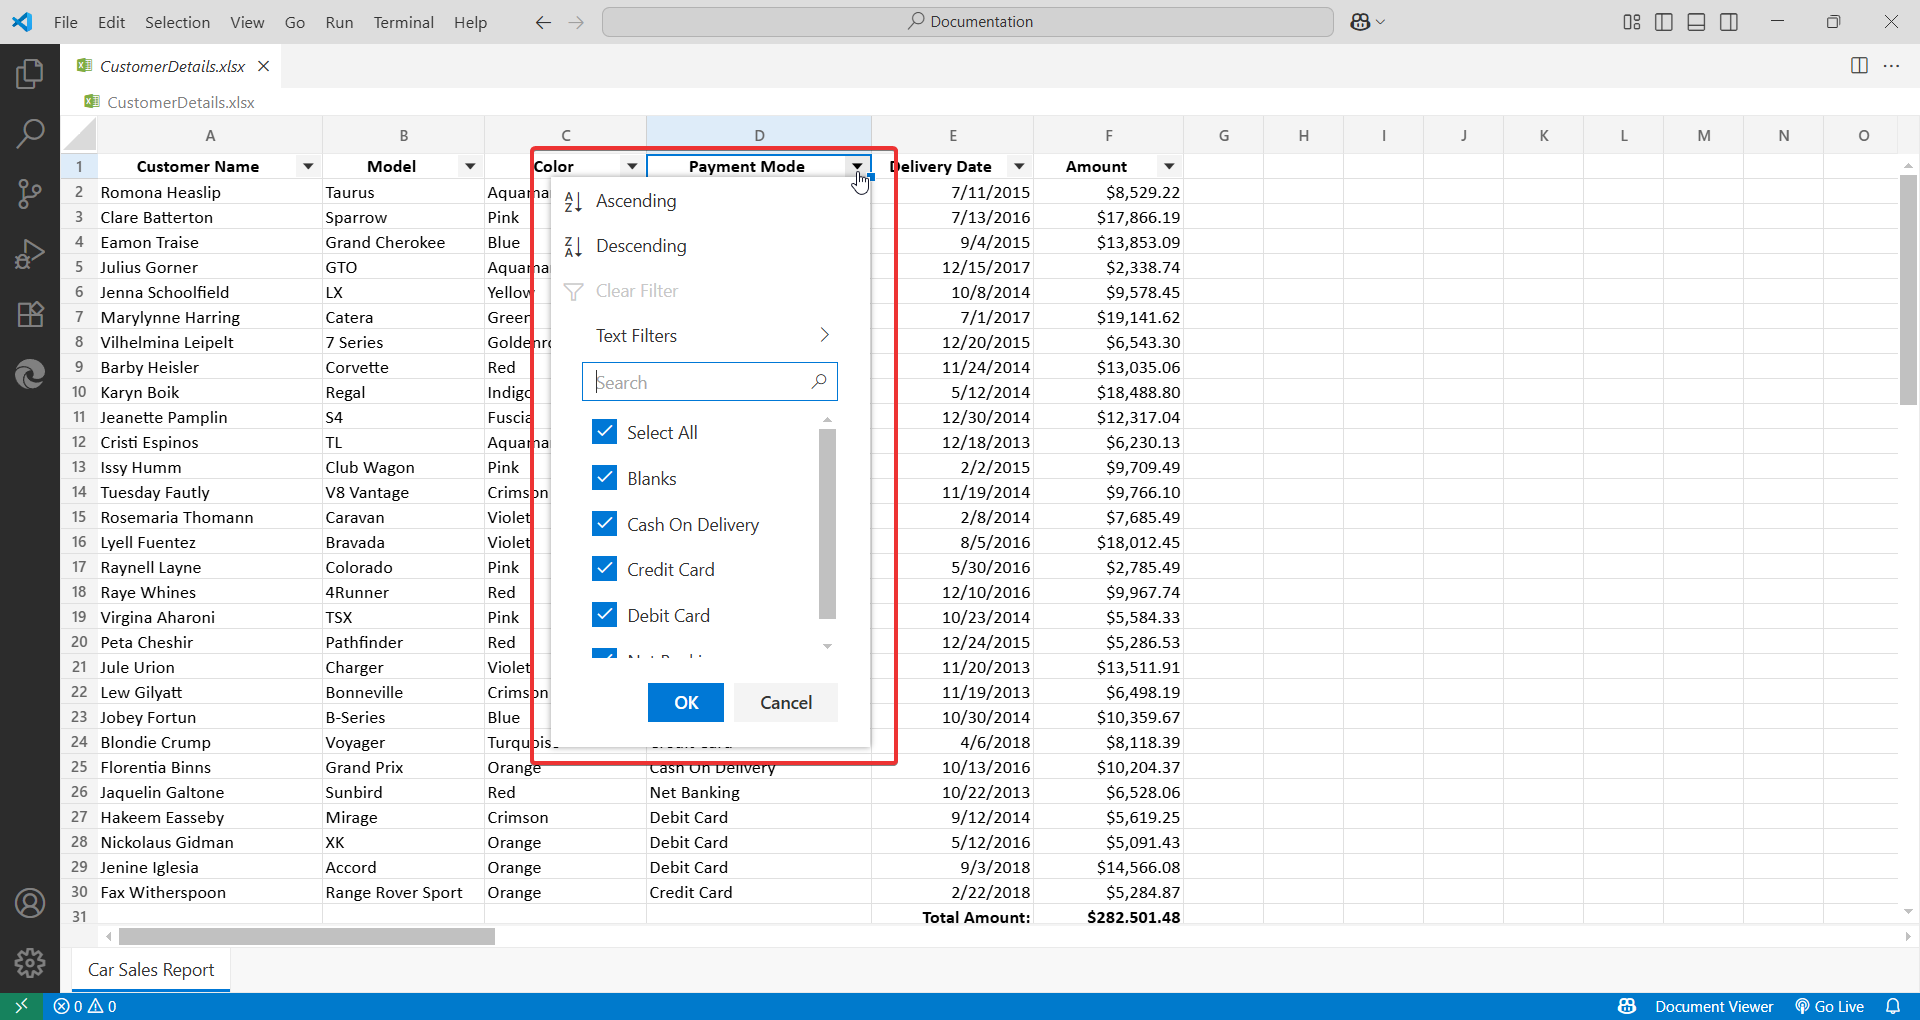 File Edit Selection View Go Run Terminal Help Documentation
CustomerDetails.xlsx
CustomerDetails.xlsx
A B C D E F G H I J K L M N O
1 Customer Name Model Color Payment Mode Delivery Date Amount
2 Romona Heaslip Taurus Aquama 7/11/2015 $8,529.22
3 Clare Batterton Sparrow Pink 7/13/2016 $17,866.19
4 Eamon Traise Grand Cherokee Blue 9/4/2015 $13,853.09
5 Julius Gorner GTO Aquama 12/15/2017 $2,338.74
6 Jenna Schoolfield LX Yellow 10/8/2014 $9,578.45
7 Marylynne Harring Catera Green 7/1/2017 $19,141.62
8 Vilhelmina Leipelt 7 Series Goldenro 12/20/2015 $6,543.30
9 Barby Heisler Corvette Red 11/24/2014 $13,035.06
10 Karyn Boik Regal Indigo 5/12/2014 $18,488.80
11 Jeanette Pamplin S4 Fuscia 12/30/2014 $12,317.04
12 Cristi Espinos TL Aquama 12/18/2013 $6,230.13
13 Issy Humm Club Wagon Pink 2/2/2015 $9,709.49
14 Tuesday Fautly V8 Vantage Crimson 11/19/2014 $9,766.10
15 Rosemaria Thomann Caravan Violet 2/8/2014 $7,685.49
16 Lyell Fuentez Bravada Violet 8/5/2016 $18,012.45
17 Raynell Layne Colorado Pink 5/30/2016 $2,785.49
18 Raye Whines 4Runner Red 12/10/2016 $9,967.74
19 Virgina Aharoni TSX Pink 10/23/2014 $5,584.33
20 Peta Cheshir Pathfinder Red 12/24/2015 $5,286.53
21 Jule Urion Charger Violet 11/20/2013 $13,511.91
22 Lew Gilyatt Bonneville Crimson 11/19/2013 $6,498.19
23 Jobey Fortun B-Series Blue 10/30/2014 $10,359.67
24 Blondie Crump Voyager Turquoise 4/6/2018 $8,118.39
25 Florentia Binns Grand Prix Orange Cash On Delivery 10/13/2016 $10,204.37
26 Jaquelin Galtone Sunbird Red Net Banking 10/22/2013 $6,528.06
27 Hakeem Easseby Mirage Crimson Debit Card 9/12/2014 $5,619.25
28 Nickolaus Gidman XK Orange Debit Card 5/12/2016 $5,091.43
29 Jenine Iglesia Accord Orange Debit Card 9/3/2018 $14,566.08
30 Fax Witherspoon Range Rover Sport Orange Credit Card 2/22/2018 $5,284.87
31 Total Amount: $282,501.48
Ascending
Descending
Clear Filter
Text Filters
Search
Select All
Blanks
Cash On Delivery
Credit Card
Debit Card
OK Cancel
Car Sales Report
0 0 Document Viewer Go Live